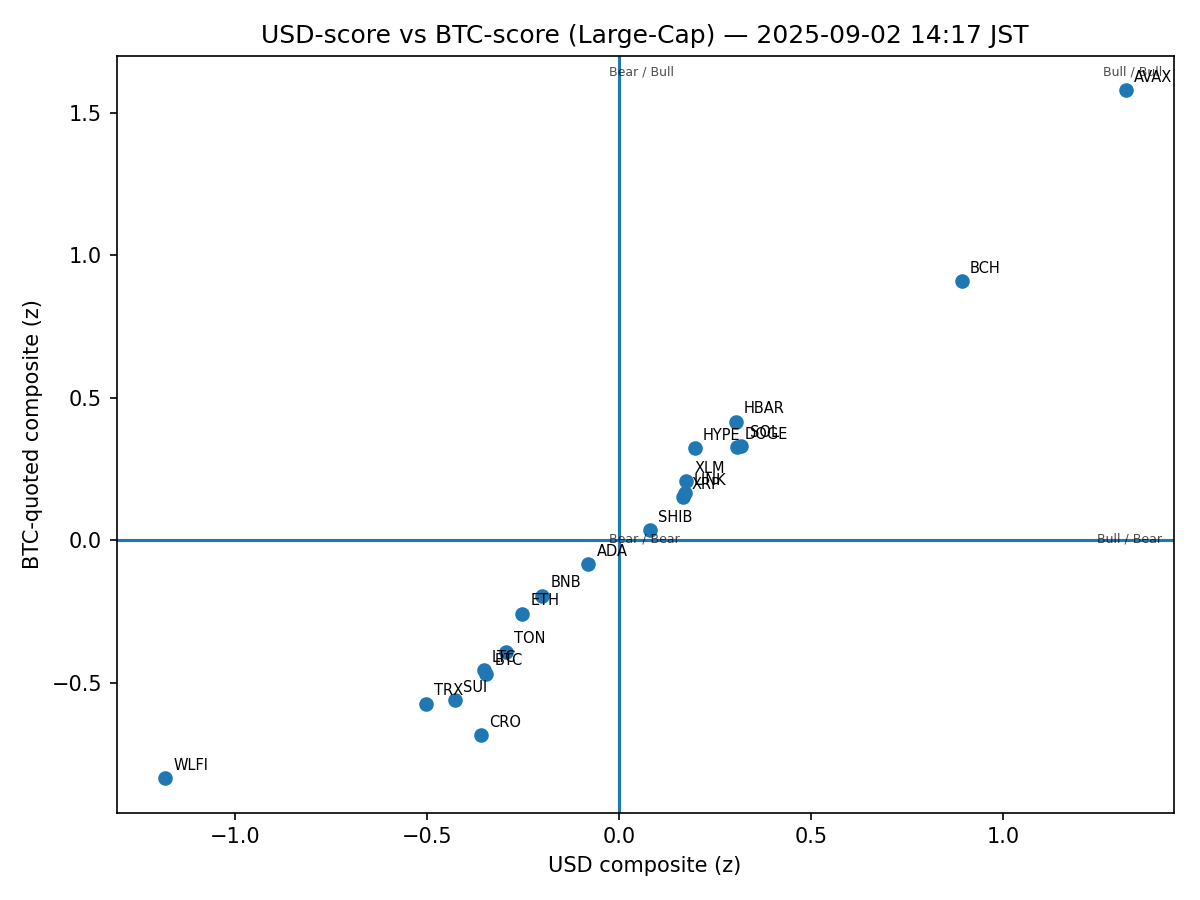 USD-score vs BTC-score (Large-Cap) — 2025-09-02 14:17 JST
Bear / Bull
Bull / Bull
AVAX
1.5
BCH
1.0
HBAR
0.5
SOL
DOGE
HYPE
XLM
LINK
XRP
SHIB
0.0
Bear / Bear
Bull / Bear
ADA
BNB
ETH
TON
LTC
BTC
−0.5
SUI
TRX
CRO
WLFI
−1.0
−0.5
0.0
0.5
1.0
USD composite (z)
BTC-quoted composite (z)